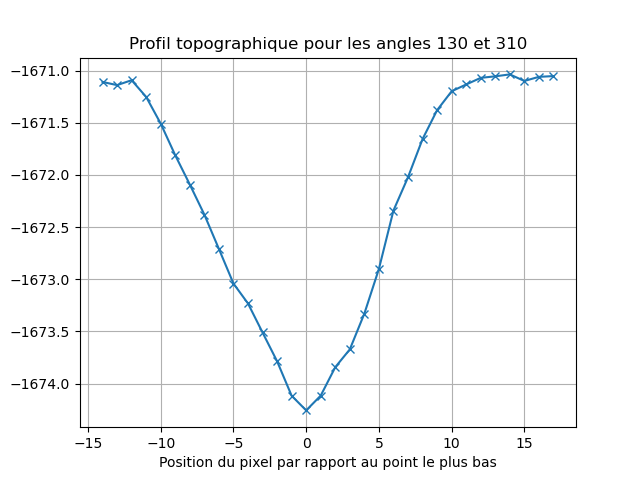 Profil topographique pour les angles 130 et 310
−1671.0
−1671.5
−1672.0
−1672.5
−1673.0
−1673.5
−1674.0
−15 −10 −5 0 5 10 15
Position du pixel par rapport au point le plus bas